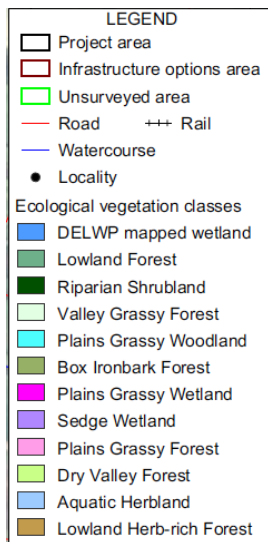 LEGEND
Project area
Infrastructure options area
Unsurveyed area
Road Rail
Watercourse
Locality
Ecological vegetation classes
DELWP mapped wetland
Lowland Forest
Riparian Shrubland
Valley Grassy Forest
Plains Grassy Woodland
Box Ironbark Forest
Plains Grassy Wetland
Sedge Wetland
Plains Grassy Forest
Dry Valley Forest
Aquatic Herbland
Lowland Herb-rich Forest